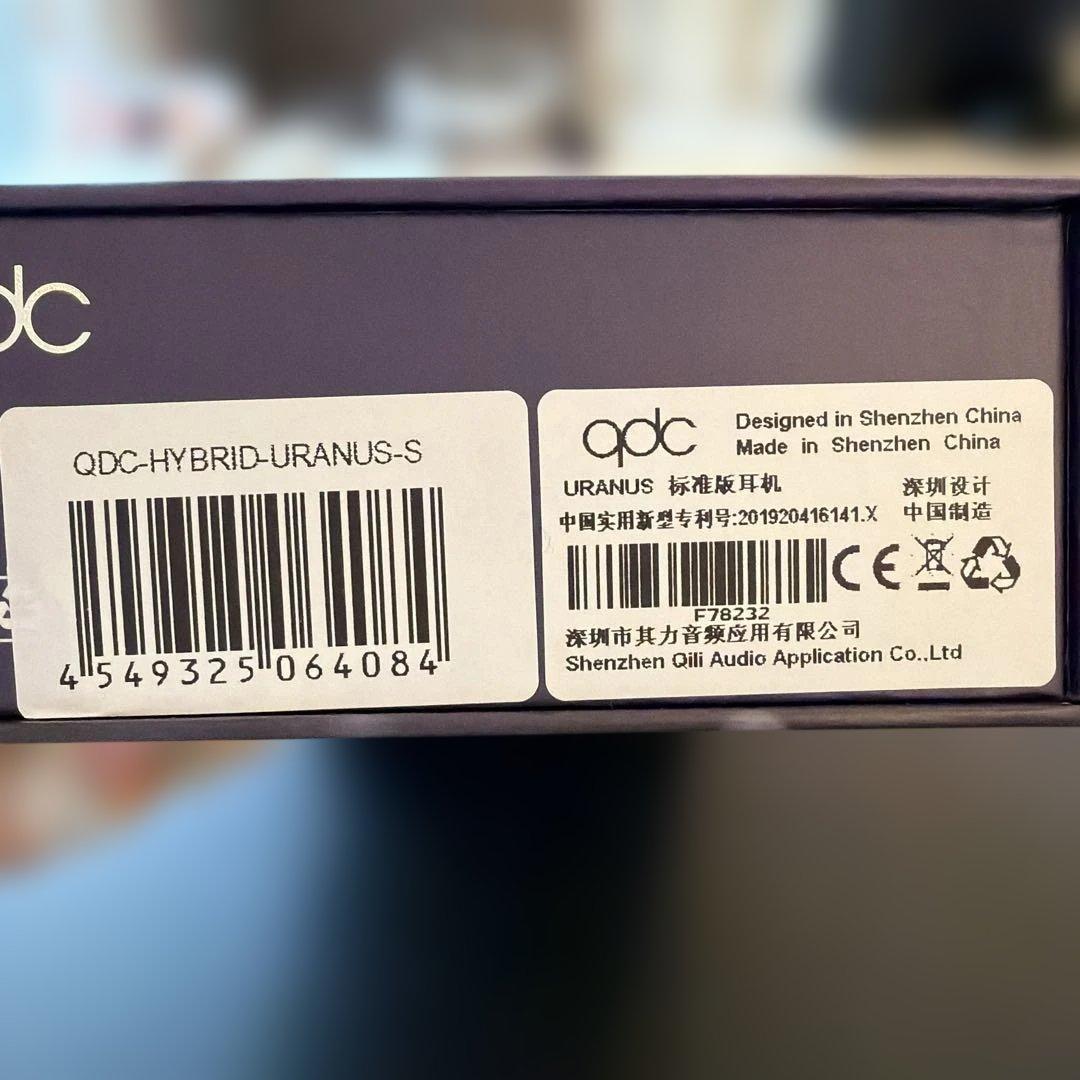 dc
QDC-HYBRID-URANUS-S
4 549325 064084
qdc
Designed in Shenzhen China
Made in Shenzhen China
URANUS 标准版耳机
深圳设计
中国实用新型专利号:201920416141.X
中国制造
CE
F78232
深圳市其力音频应用有限公司
Shenzhen Qili Audio Application Co.,Ltd